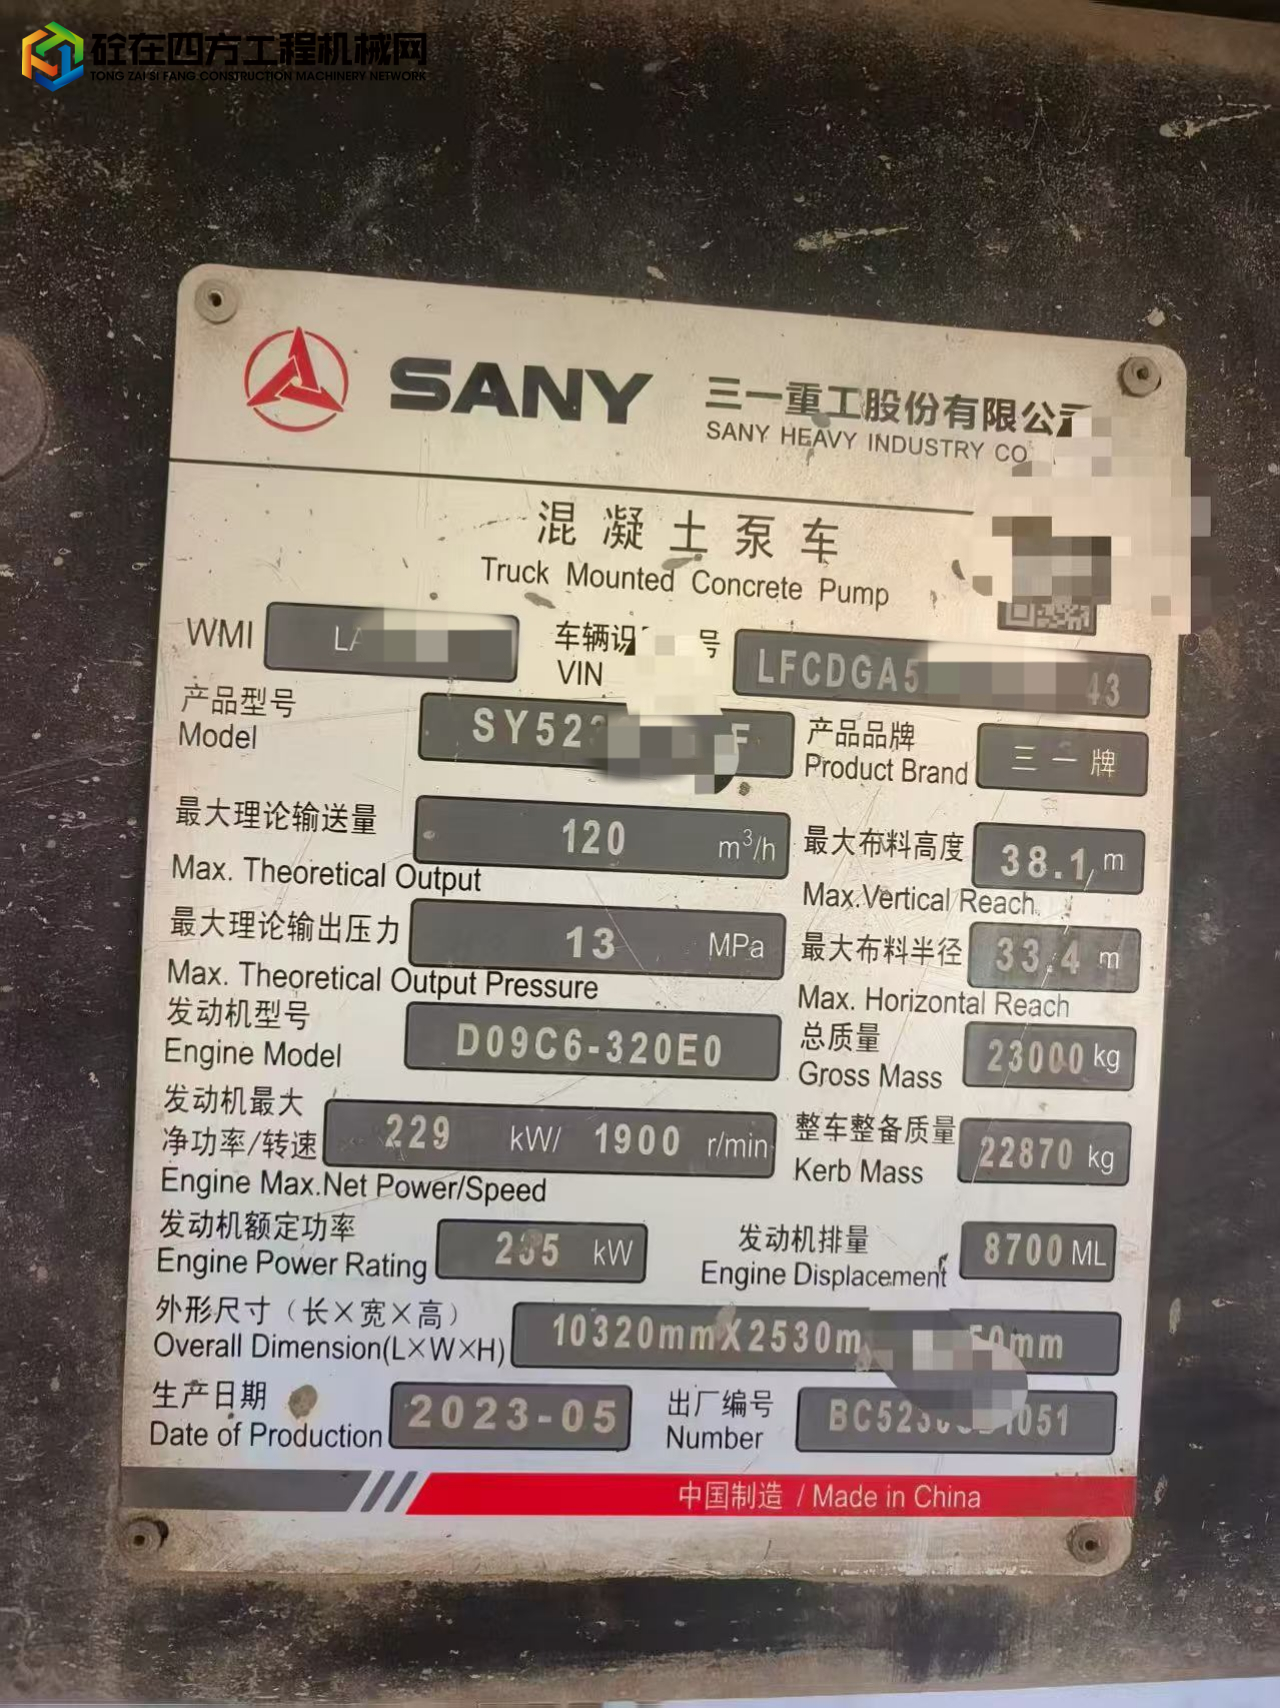 砼在四方工程机械网
TONG ZAI SI FANG CONSTRUCTION MACHINERY NETWORK
SANY 三一重工股份有限公司
SANY HEAVY INDUSTRY CO
混凝土泵车
Truck Mounted Concrete Pump
WMI
车辆识 号
VIN LFCDGA5 43
产品型号
Model SY52 F
产品品牌
Product Brand 三一牌
最大理论输送量
Max. Theoretical Output 120 m³/h
最大布料高度
Max.Vertical Reach 38.1 m
最大理论输出压力
Max. Theoretical Output Pressure 13 MPa
最大布料半径
Max. Horizontal Reach 33.4 m
发动机型号
Engine Model D09C6-320E0
总质量
Gross Mass 23000 kg
发动机最大
净功率/转速 229 kW/ 1900 r/min
Engine Max.Net Power/Speed
整车整备质量
Kerb Mass 22870 kg
发动机额定功率
Engine Power Rating 235 kW
发动机排量
Engine Displacement 8700 ML
外形尺寸（长×宽×高）
Overall Dimension(L×W×H) 10320mmX2530m 50mm
生产日期
Date of Production 2023-05
出厂编号
Number
中国制造 / Made in China